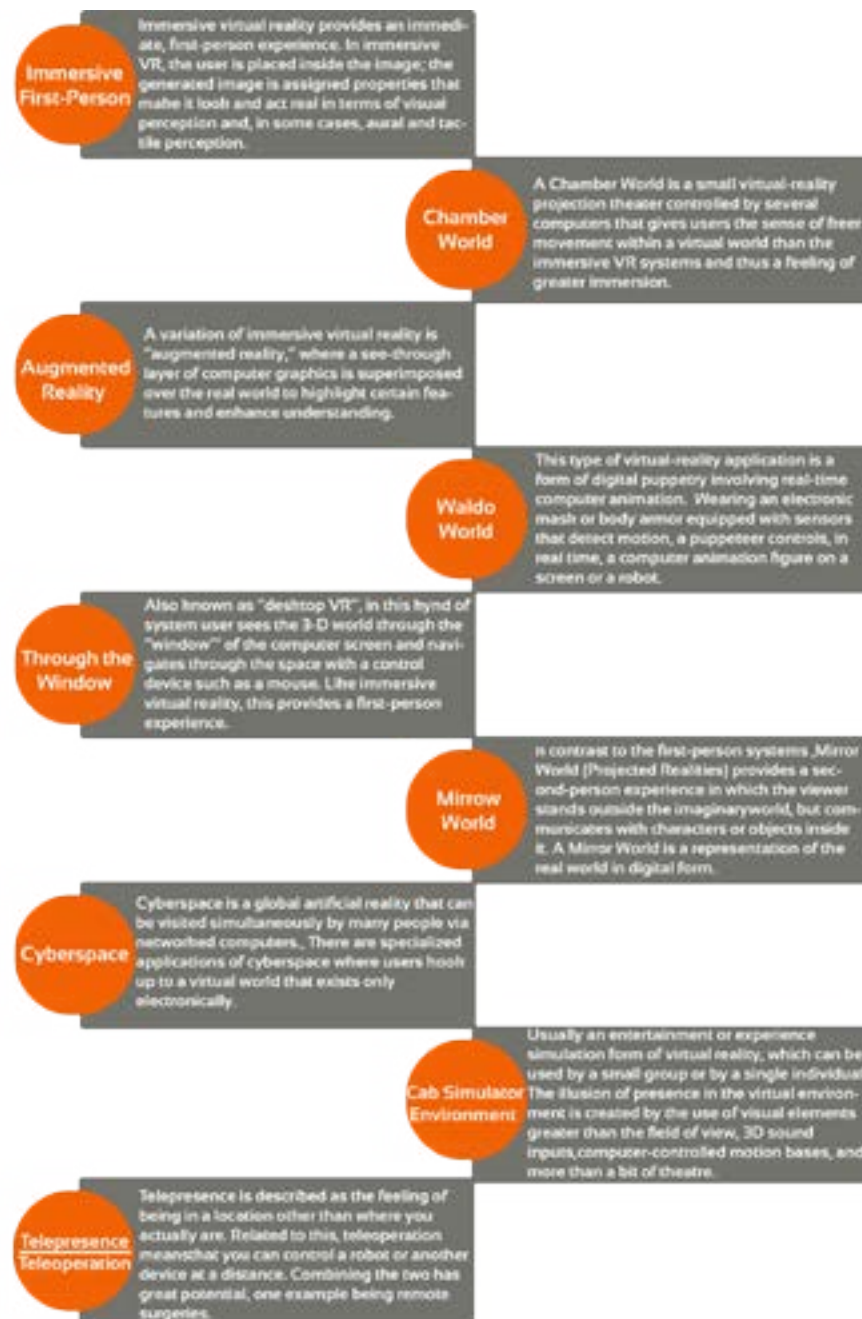 Immersive
First-Person
Immersive virtual reality provides an immedi-
ate, first-person experience. In immersive
VR, the user is placed inside the image; the
generated image is assigned properties that
make it look and act real in terms of visual
perception and, in some cases, aural and tac-
tile perception.
Chamber
World
A Chamber World is a small virtual-reality
projection theater controlled by several
computers that gives users the sense of freer
movement within a virtual world than the
immersive VR systems and thus a feeling of
greater immersion.
Augmented
Reality
A variation of immersive virtual reality is
"augmented reality," where a see-through
layer of computer graphics is superimposed
over the real world to highlight certain fea-
tures and enhance understanding.
Waldo
World
This type of virtual-reality application is a
form of digital puppetry involving real-time
computer animation. Wearing an electronic
mask or body armor equipped with sensors
that detect motion, a puppeteer controls, in
real time, a computer animation figure on a
screen or a robot.
Through the
Window
Also known as "desktop VR", in this kynd of
system user sees the 3-D world through the
"window"' of the computer screen and navi-
gates through the space with a control
device such as a mouse. Like immersive
virtual reality, this provides a first-person
experience.
Mirrow
World
n contrast to the first-person systems ,Mirror
World (Projected Realities) provides a sec-
ond-person experience in which the viewer
stands outside the imaginaryworld, but com-
municates with characters or objects inside
it. A Mirror World is a representation of the
real world in digital form.
Cyberspace
Cyberspace is a global artificial reality that can
be visited simultaneously by many people via
networked computers., There are specialized
applications of cyberspace where users hook
up to a virtual world that exists only
electronically.
Cab Simulator
Environment
Usually an entertainment or experience
simulation form of virtual reality, which can be
used by a small group or by a single individual
The illusion of presence in the virtual environ-
ment is created by the use of visual elements
greater than the field of view, 3D sound
inputs,computer-controlled motion bases, and
more than a bit of theatre.
Telepresence
Teleoperation
Telepresence is described as the feeling of
being in a location other than where you
actually are. Related to this, teleoperation
meansthat you can control a robot or another
device at a distance. Combining the two has
great potential, one example being remote
surgeries.